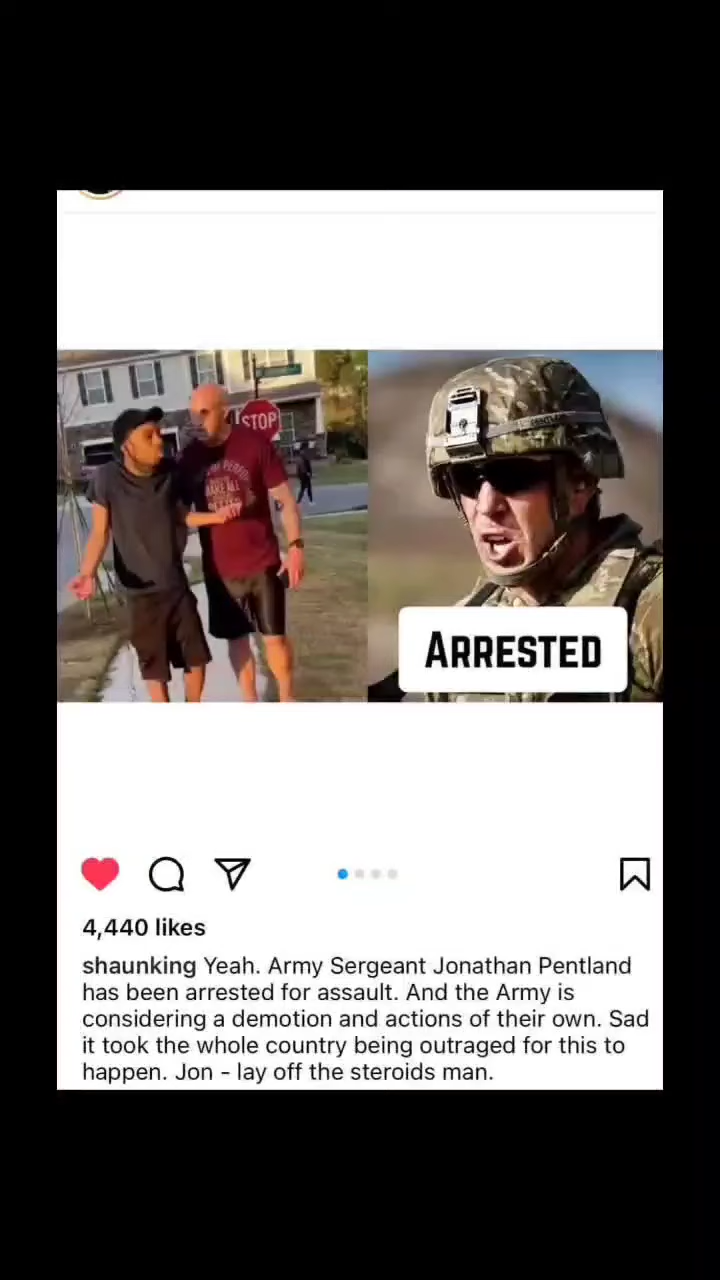 STOP
ARRESTED
4,440 likes
shaunking Yeah. Army Sergeant Jonathan Pentland
has been arrested for assault. And the Army is
considering a demotion and actions of their own. Sad
it took the whole country being outraged for this to
happen. Jon - lay off the steroids man.